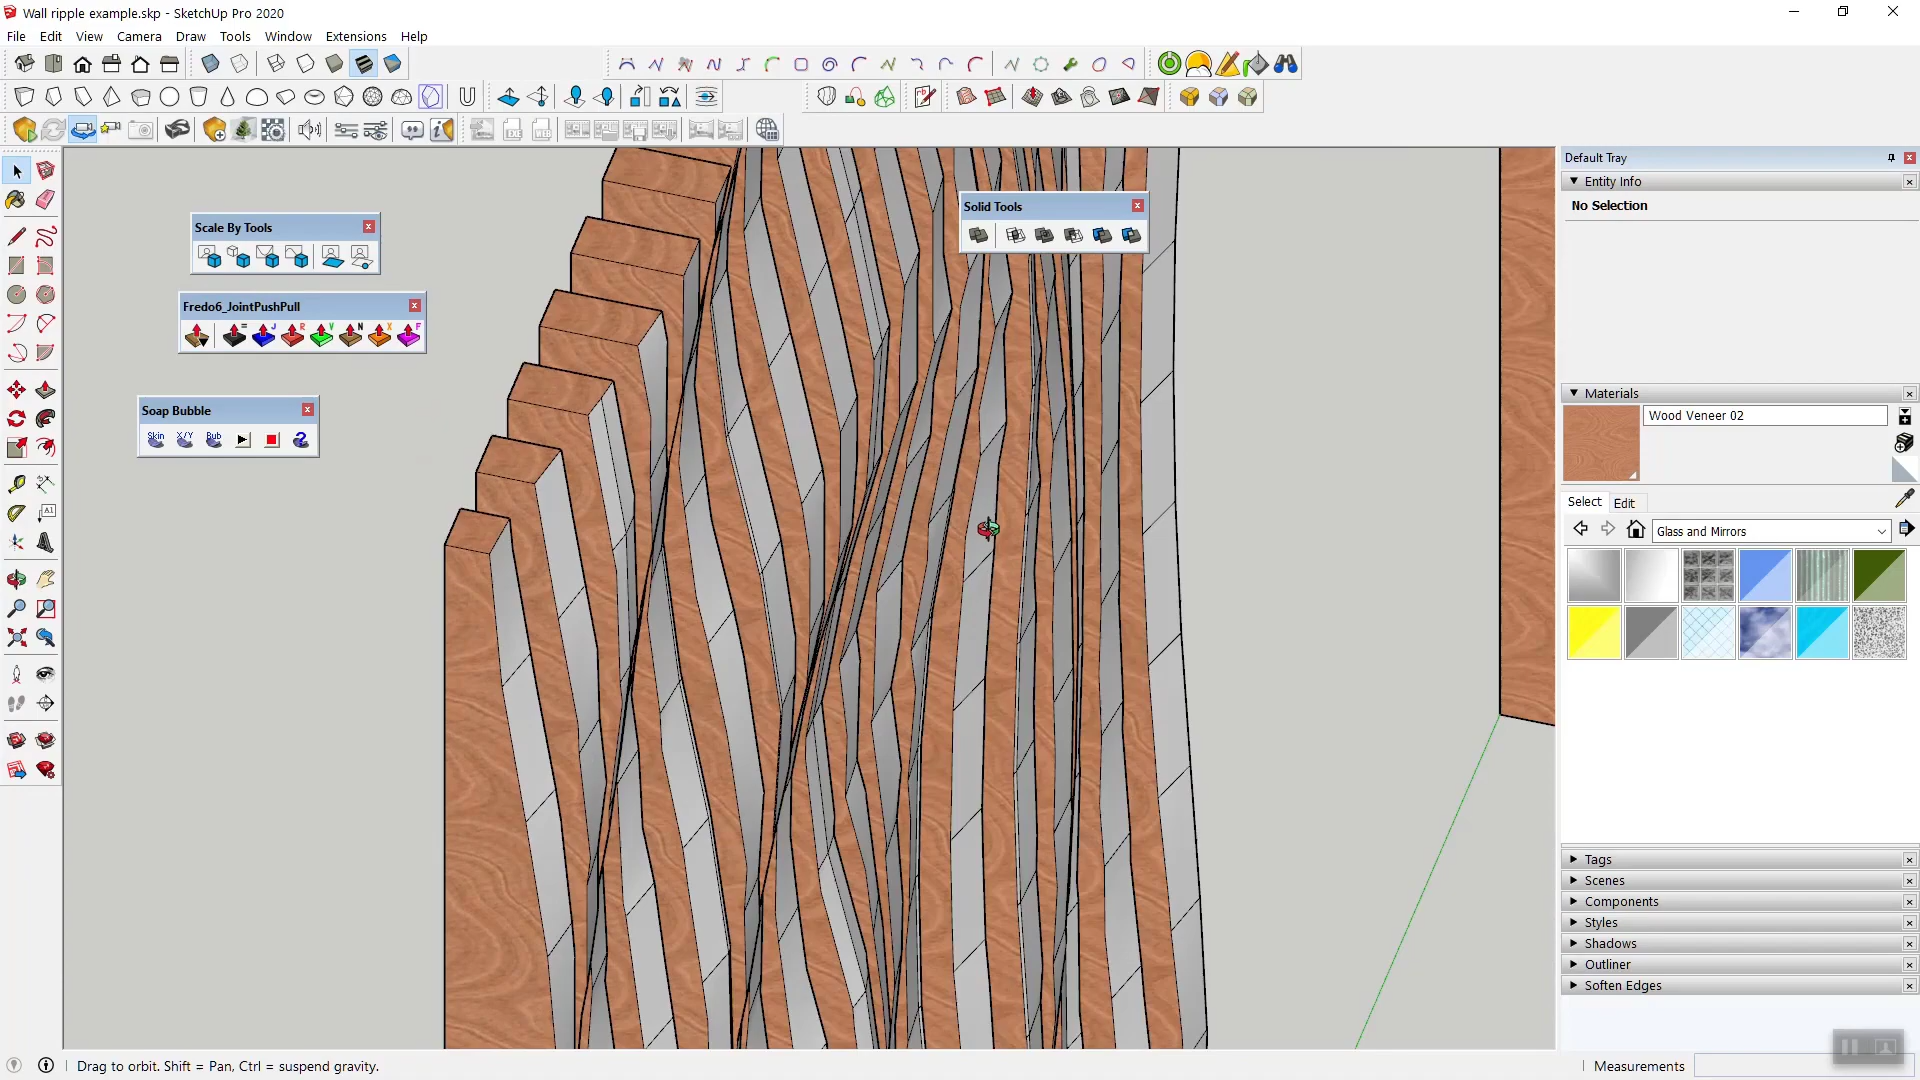 Wall ripple example.skp - SketchUp Pro 2020
File Edit View Camera Draw Tools Window Extensions Help
Default Tray
Entity Info
No Selection
Solid Tools
Scale By Tools
Fredo6_JointPushPull
= J R V N X F
Soap Bubble
Skin X/Y Bub
Materials
Wood Veneer 02
Select Edit
Glass and Mirrors
Tags
Scenes
Components
Styles
Shadows
Outliner
Soften Edges
Drag to orbit. Shift = Pan, Ctrl = suspend gravity.
Measurements